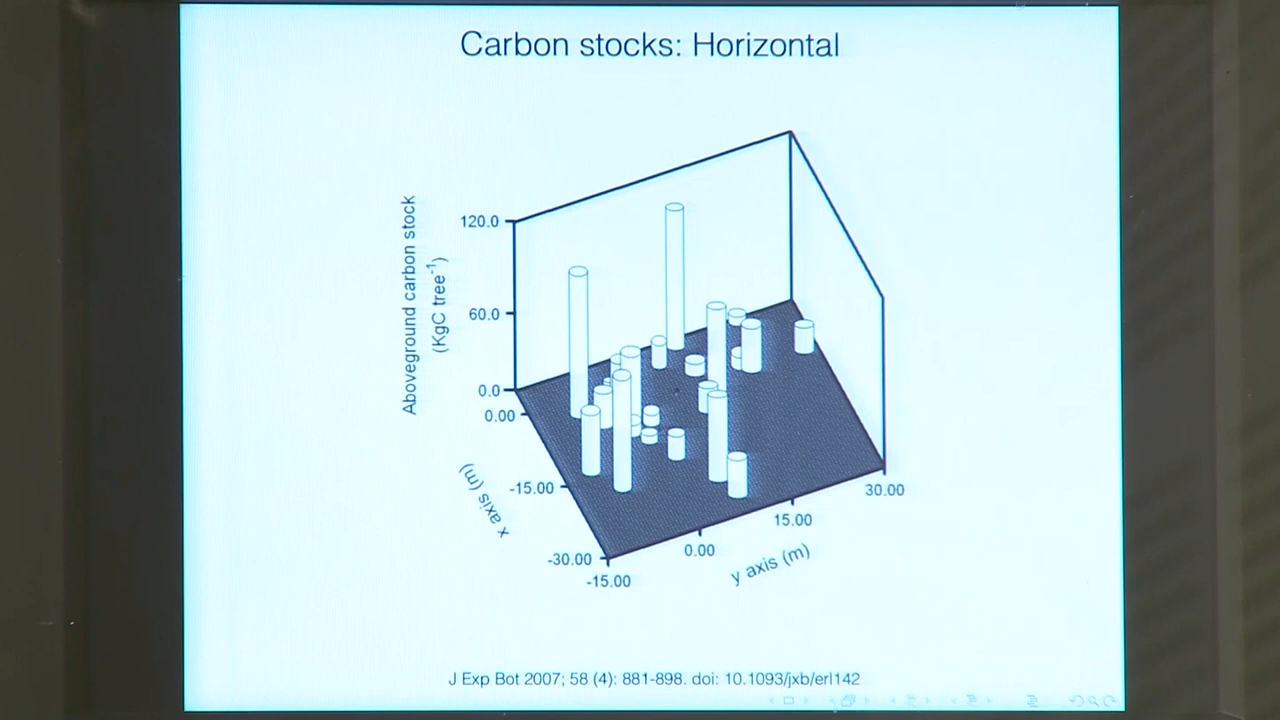 Carbon stocks: Horizontal
Aboveground carbon stock
(KgC tree-1)
120.0
60.0
0.0
0.00
-15.00
-30.00
x axis (m)
-15.00
0.00
15.00
30.00
y axis (m)
J Exp Bot 2007; 58 (4): 881-898. doi: 10.1093/jxb/erl142